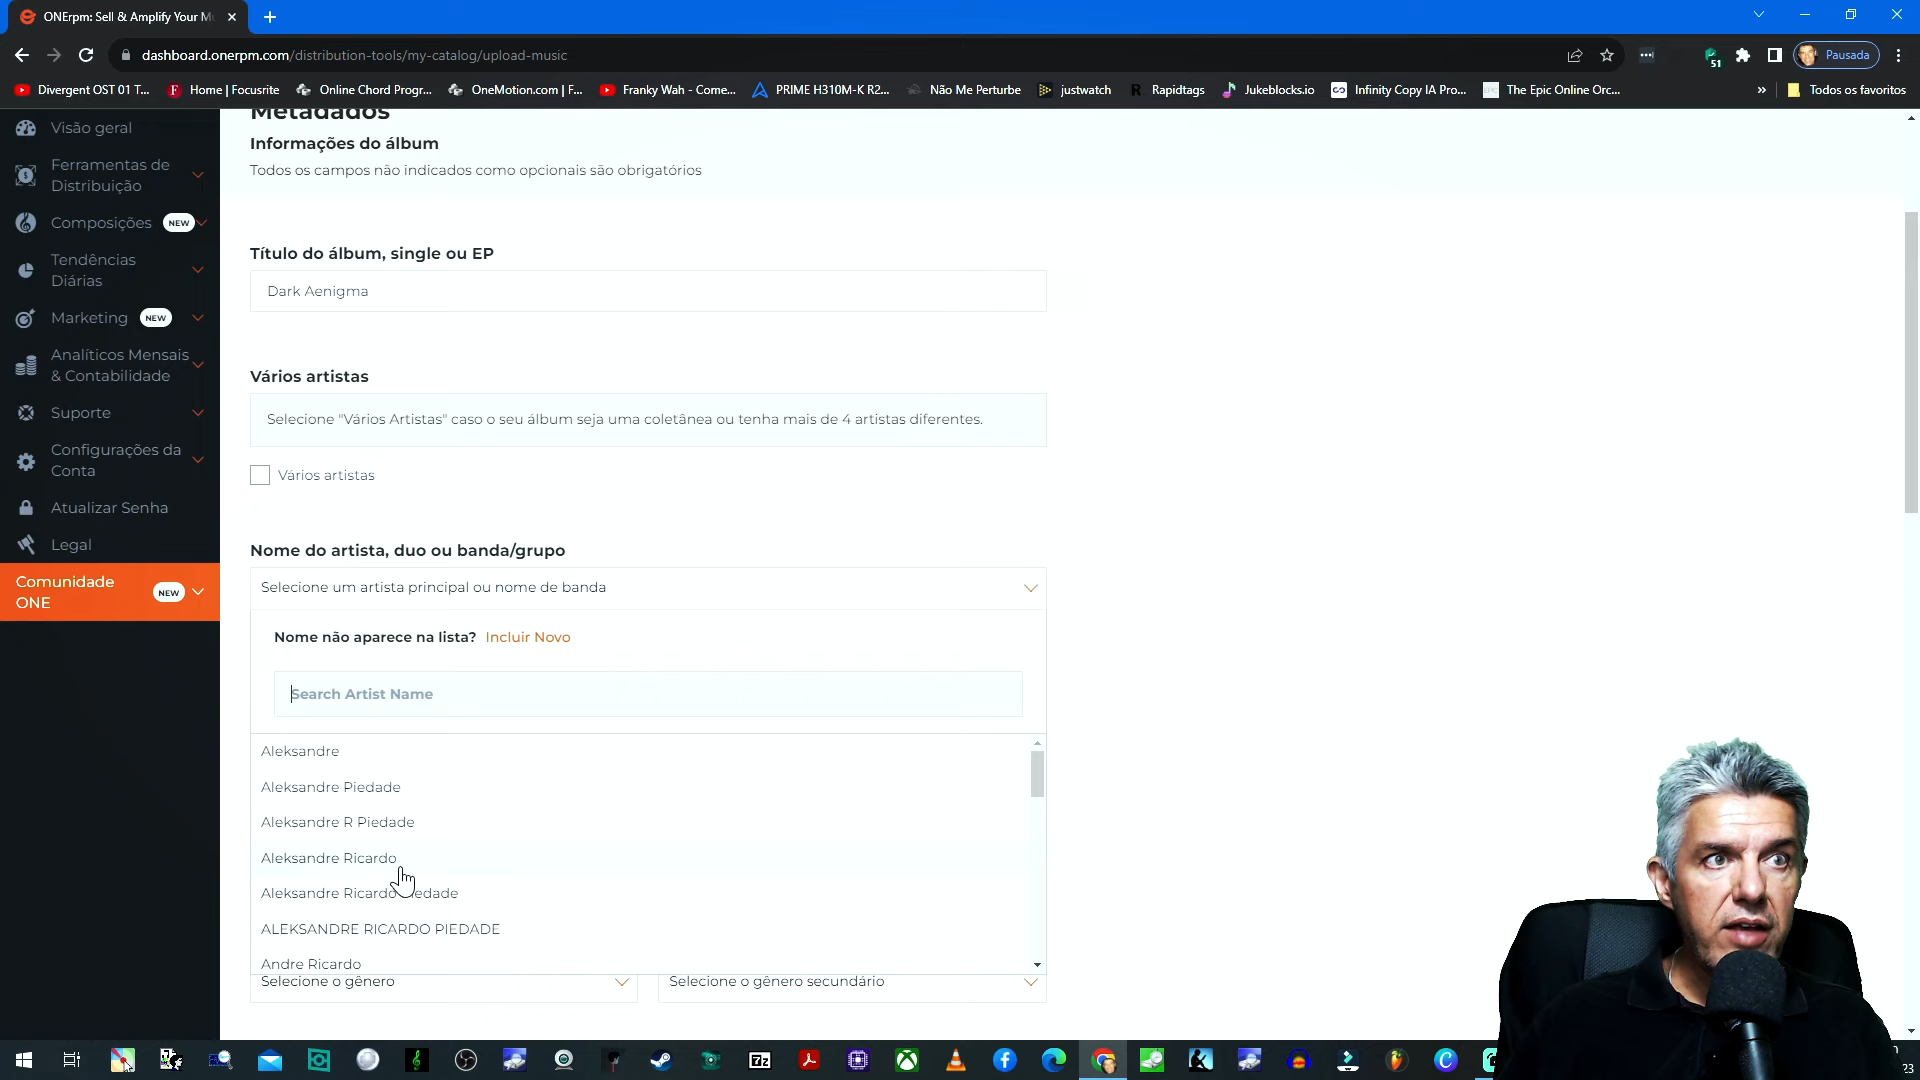 ONErpm: Sell & Amplify Your M
dashboard.onerpm.com/distribution-tools/my-catalog/upload-music
51
Pausada
Divergent OST 01 T...
Home | Focusrite
Online Chord Progr...
OneMotion.com | F...
Franky Wah - Come...
PRIME H310M-K R2...
Não Me Perturbe
justwatch
Rapidtags
Jukeblocks.io
Infinity Copy IA Pro...
The Epic Online Orc...
»
Todos os favoritos
Visão geral
Ferramentas de
Distribuição
Composições NEW
Tendências
Diárias
Marketing NEW
Analíticos Mensais
& Contabilidade
Suporte
Configurações da
Conta
Atualizar Senha
Legal
Comunidade
ONE
NEW
Metadados
Informações do álbum
Todos os campos não indicados como opcionais são obrigatórios
Título do álbum, single ou EP
Dark Aenigma
Vários artistas
Selecione "Vários Artistas" caso o seu álbum seja uma coletânea ou tenha mais de 4 artistas diferentes.
Vários artistas
Nome do artista, duo ou banda/grupo
Selecione um artista principal ou nome de banda
Nome não aparece na lista? Incluir Novo
Search Artist Name
Aleksandre
Aleksandre Piedade
Aleksandre R Piedade
Aleksandre Ricardo
Aleksandre Ricardo Piedade
ALEKSANDRE RICARDO PIEDADE
Andre Ricardo
Selecione o gênero
Selecione o gênero secundário
7z
23